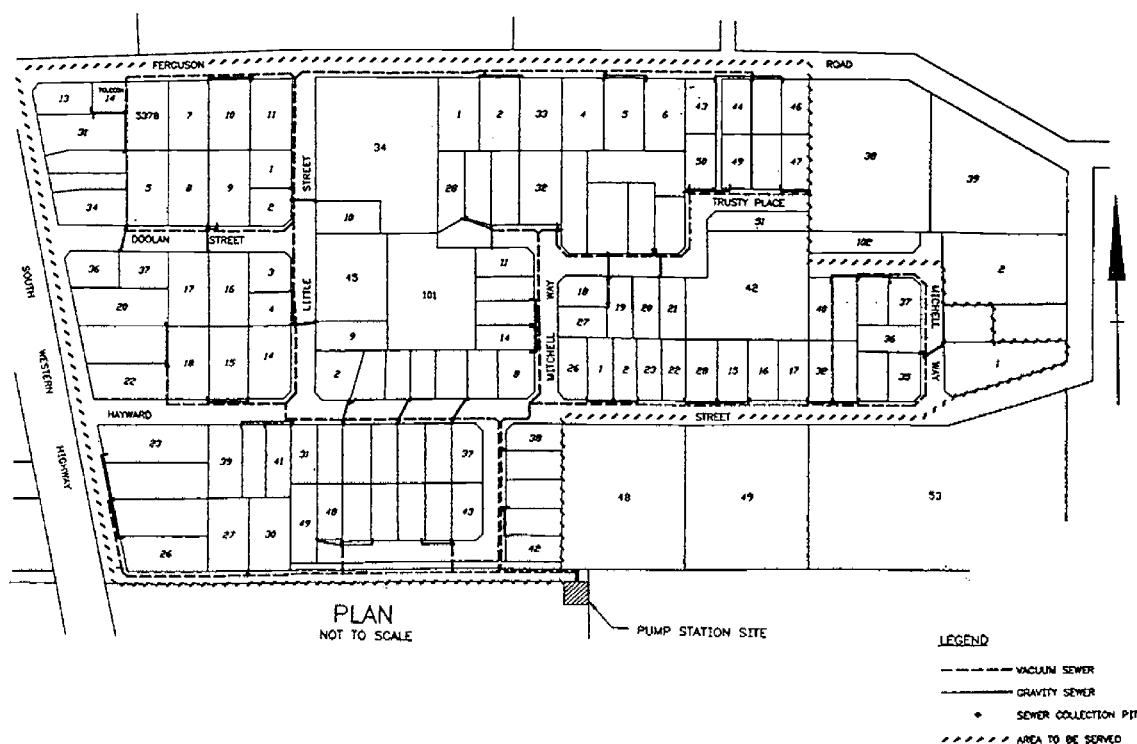 FERGUSON ROAD
13 14 5378 7 10 11 34 1 2 33 4 5 6 43 44 46 38 39
31
5 8 9 1 28 32 50 49 47
34 2 10
TRUSTY PLACE
51
DOOLAN STREET
LITTLE STREET
102
36 37 17 16 3 45 101 11 42 2
20 4 18 19 20 21 40 37
27
MITCHELL WAY
MICHELL WAY
18 15 14 9 14 36
22 2 8 26 1 2 23 22 28 15 16 17 32 35 1
HAYWARD STREET
SOUTH WESTERN HIGHWAY
23 39 41 31 37 38
48 49 53
26 27 30 49 48 43 42
PLAN
NOT TO SCALE
PUMP STATION SITE
LEGEND
VACUUM SEWER
GRAVITY SEWER
SEWER COLLECTION PIT
AREA TO BE SERVED